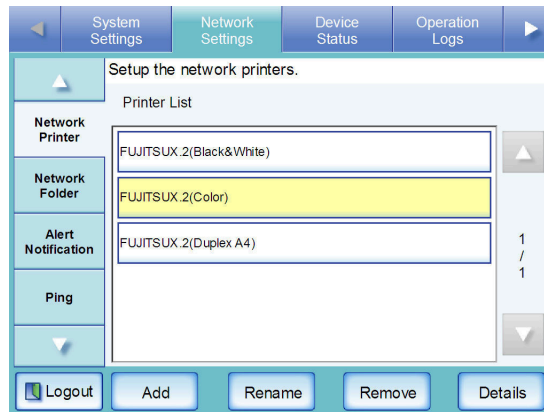 System
Settings
Network
Settings
Device
Status
Operation
Logs
Setup the network printers.
Printer List
Network
Printer
Network
Folder
Alert
Notification
Ping
FUJITSUX.2(Black&White)
FUJITSUX.2(Color)
FUJITSUX.2(Duplex A4)
1
/
1
Logout
Add
Rename
Remove
Details